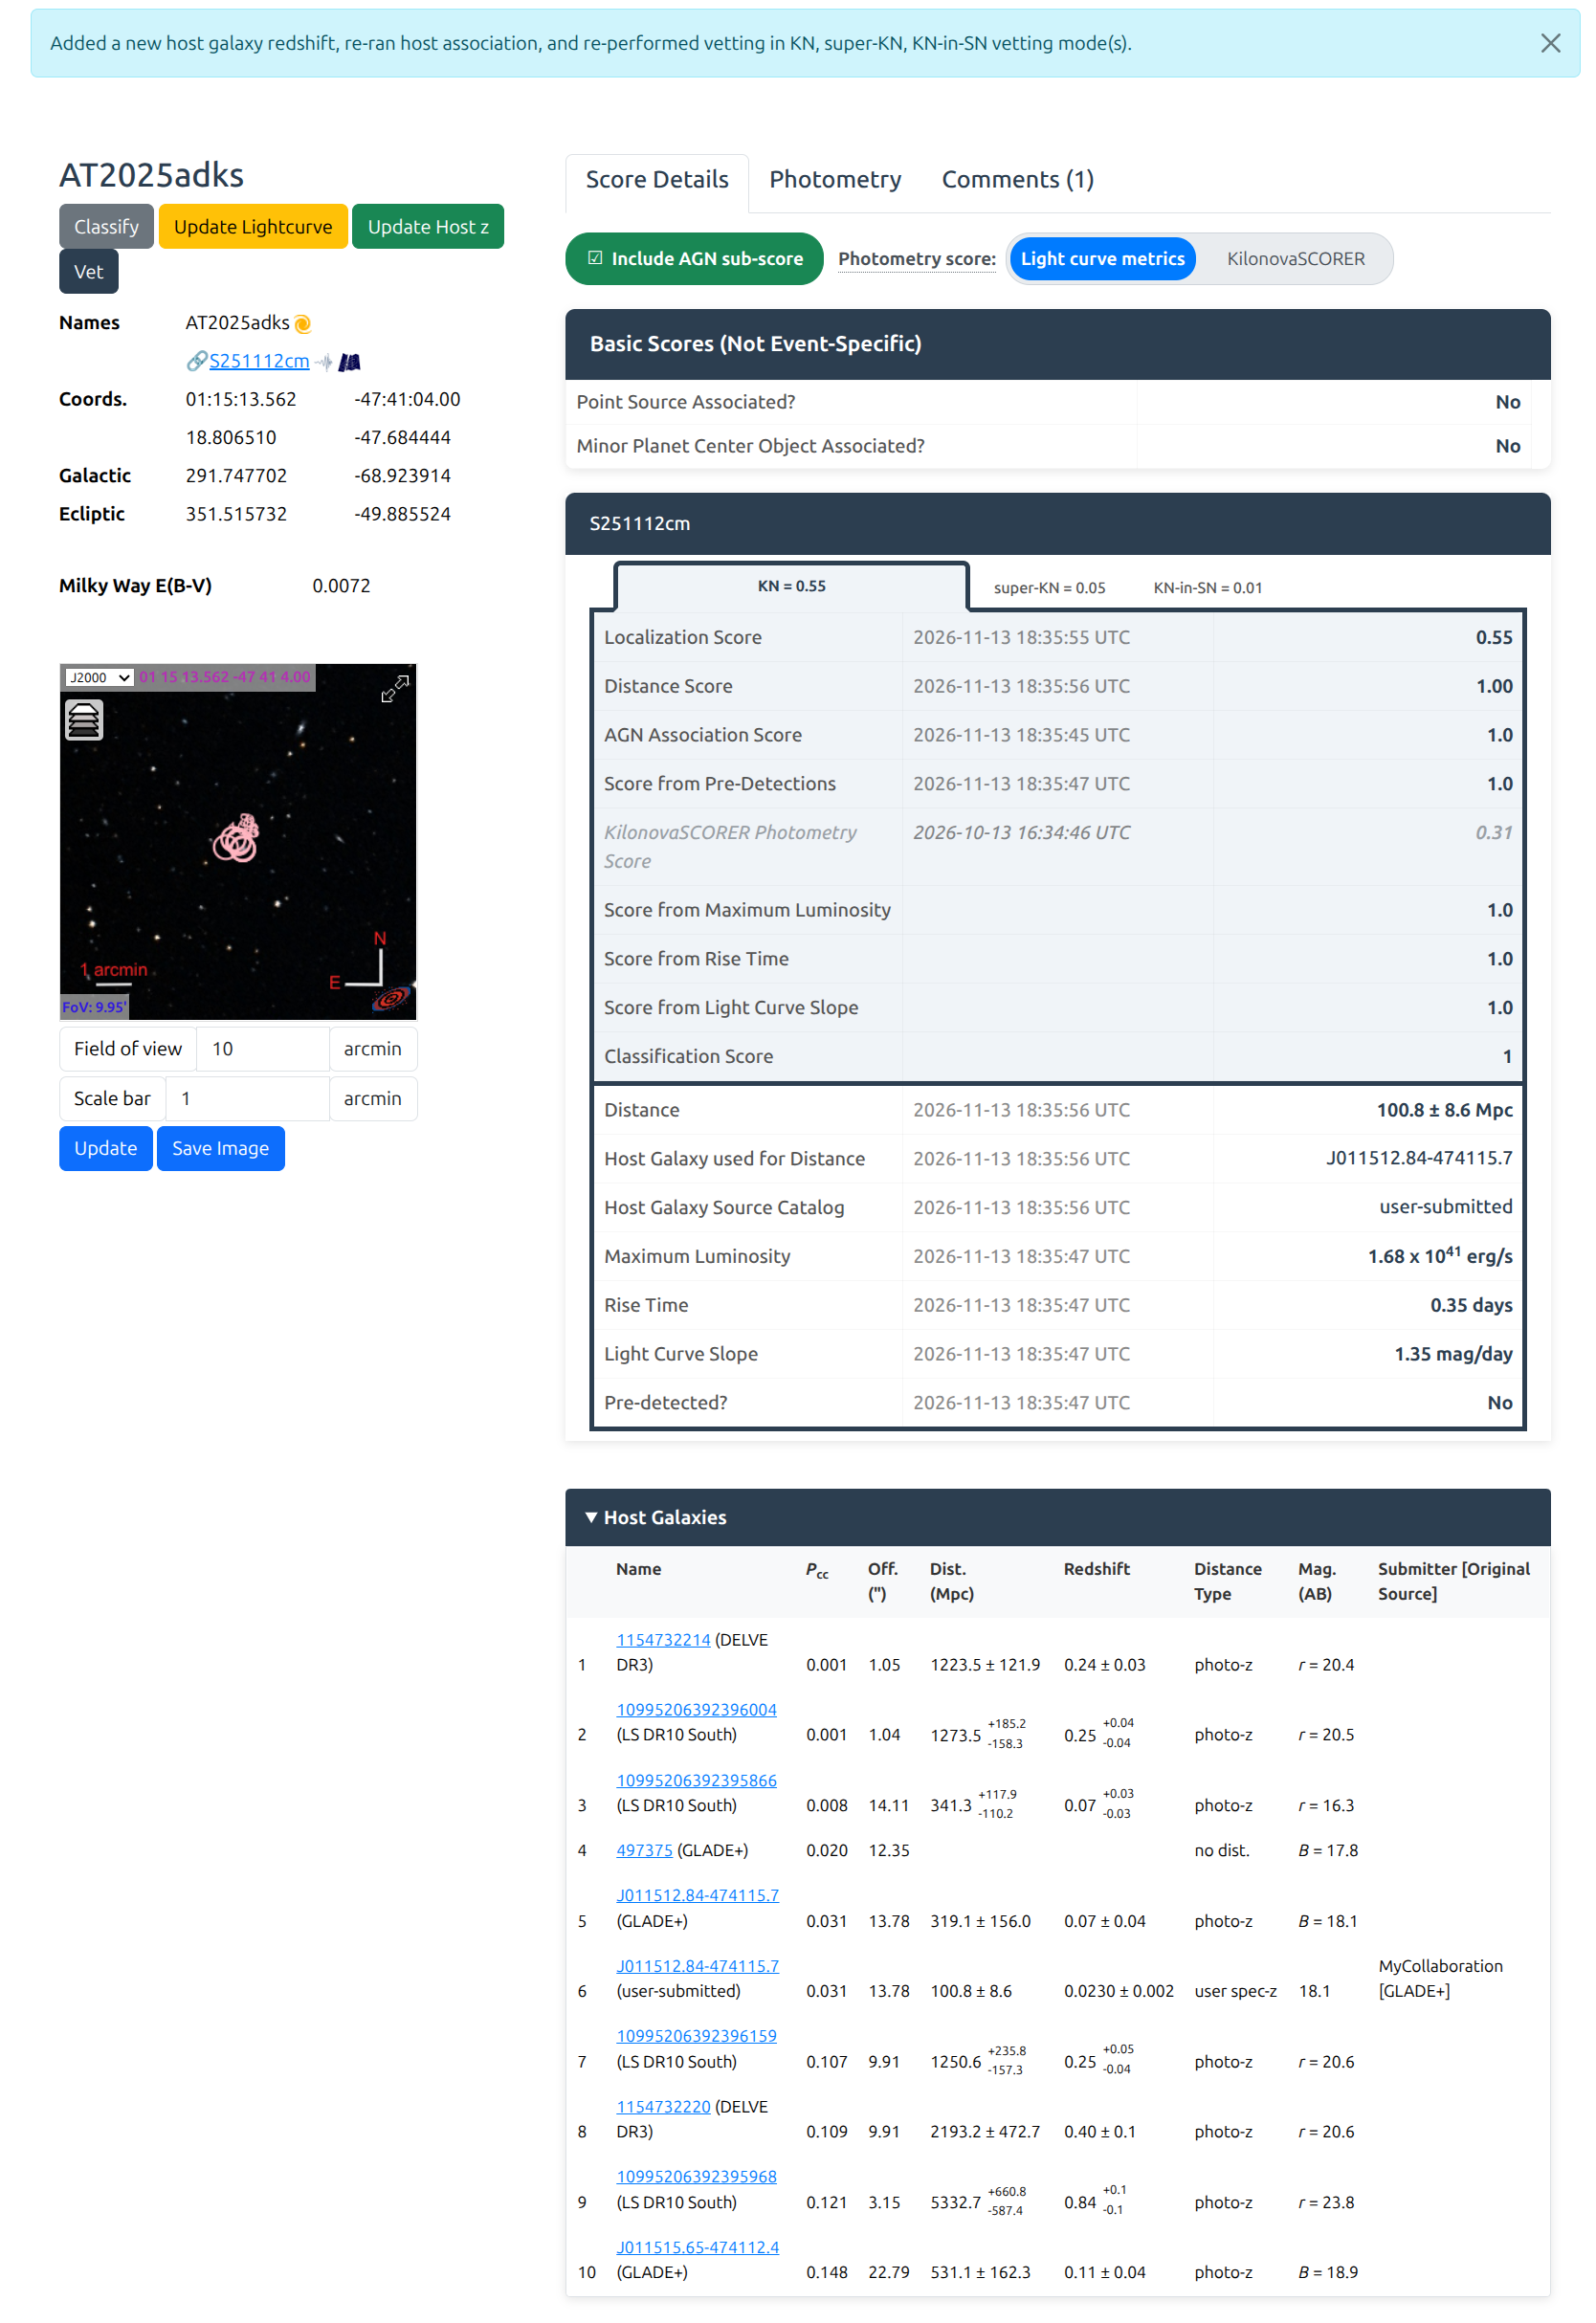 Added a new host galaxy redshift, re-ran host association, and re-performed vetting in KN, super-KN, KN-in-SN vetting mode(s).
AT2025adks
Classify Update Lightcurve Update Host z
Vet
Names AT2025adks
S251112cm
Coords. 01:15:13.562 -47:41:04.00
18.806510 -47.684444
Galactic 291.747702 -68.923914
Ecliptic 351.515732 -49.885524
Milky Way E(B-V) 0.0072
J2000 01 15 13.562 -47 41 4.00
N
1 arcmin
E
FoV: 9.95'
Field of view 10 arcmin
Scale bar 1 arcmin
Update Save Image
Score Details Photometry Comments (1)
☑ Include AGN sub-score Photometry score: Light curve metrics KilonovaSCORER
Basic Scores (Not Event-Specific)
Point Source Associated? No
Minor Planet Center Object Associated? No
S251112cm
KN = 0.55 super-KN = 0.05 KN-in-SN = 0.01
Localization Score 2026-11-13 18:35:55 UTC 0.55
Distance Score 2026-11-13 18:35:56 UTC 1.00
AGN Association Score 2026-11-13 18:35:45 UTC 1.0
Score from Pre-Detections 2026-11-13 18:35:47 UTC 1.0
KilonovaSCORER Photometry 2026-10-13 16:34:46 UTC 0.31
Score
Score from Maximum Luminosity 1.0
Score from Rise Time 1.0
Score from Light Curve Slope 1.0
Classification Score 1
Distance 2026-11-13 18:35:56 UTC 100.8 ± 8.6 Mpc
Host Galaxy used for Distance 2026-11-13 18:35:56 UTC J011512.84-474115.7
Host Galaxy Source Catalog 2026-11-13 18:35:56 UTC user-submitted
Maximum Luminosity 2026-11-13 18:35:47 UTC 1.68 x 10⁴¹ erg/s
Rise Time 2026-11-13 18:35:47 UTC 0.35 days
Light Curve Slope 2026-11-13 18:35:47 UTC 1.35 mag/day
Pre-detected? 2026-11-13 18:35:47 UTC No
▼ Host Galaxies
Name Pcc Off. Dist. Redshift Distance Mag. Submitter [Original
(") (Mpc) Type (AB) Source]
1154732214 (DELVE
1 DR3) 0.001 1.05 1223.5 ± 121.9 0.24 ± 0.03 photo-z r = 20.4
10995206392396004
2 (LS DR10 South) 0.001 1.04 1273.5 +185.2 -158.3 0.25 +0.04 -0.04 photo-z r = 20.5
10995206392395866
3 (LS DR10 South) 0.008 14.11 341.3 +117.9 -110.2 0.07 +0.03 -0.03 photo-z r = 16.3
4 497375 (GLADE+) 0.020 12.35 no dist. B = 17.8
J011512.84-474115.7
5 (GLADE+) 0.031 13.78 319.1 ± 156.0 0.07 ± 0.04 photo-z B = 18.1
J011512.84-474115.7 MyCollaboration
6 (user-submitted) 0.031 13.78 100.8 ± 8.6 0.0230 ± 0.002 user spec-z 18.1 [GLADE+]
10995206392396159
7 (LS DR10 South) 0.107 9.91 1250.6 +235.8 -157.3 0.25 +0.05 -0.04 photo-z r = 20.6
1154732220 (DELVE
8 DR3) 0.109 9.91 2193.2 ± 472.7 0.40 ± 0.1 photo-z r = 20.6
10995206392395968
9 (LS DR10 South) 0.121 3.15 5332.7 +660.8 -587.4 0.84 +0.1 -0.1 photo-z r = 23.8
J011515.65-474112.4
10 (GLADE+) 0.148 22.79 531.1 ± 162.3 0.11 ± 0.04 photo-z B = 18.9